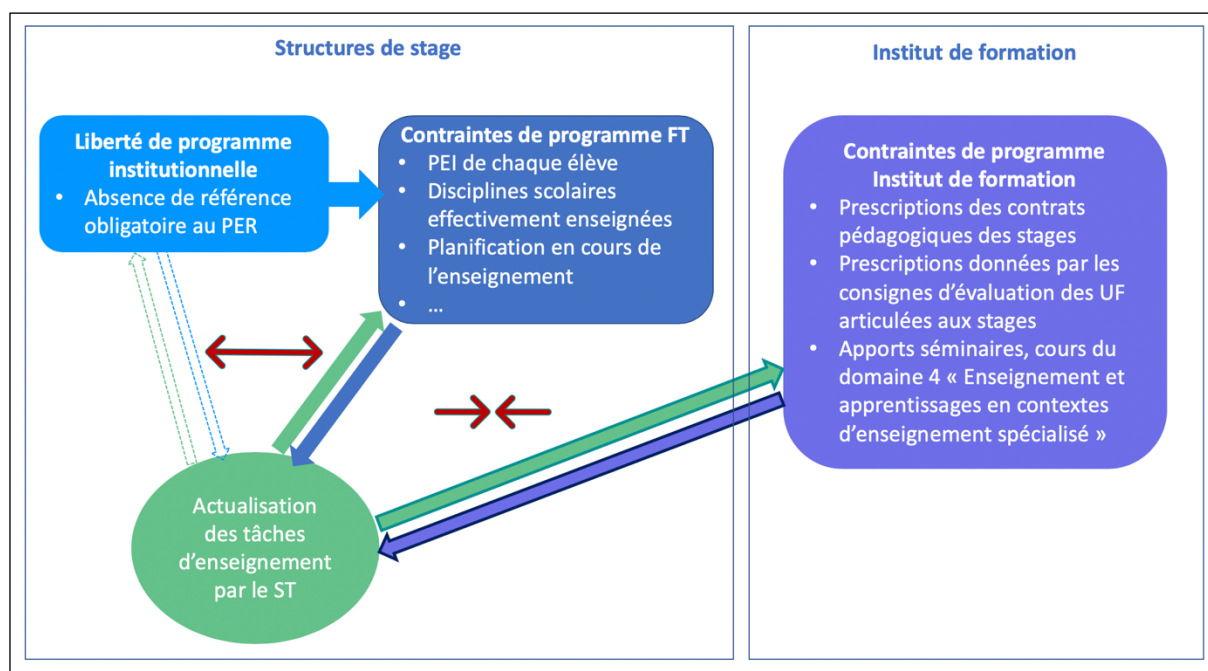 Structures de stage
Liberté de programme
institutionnelle
• Absence de référence
obligatoire au PER
Contraintes de programme FT
• PEI de chaque élève
• Disciplines scolaires
effectivement enseignées
• Planification en cours de
l’enseignement
• …
Actualisation
des tâches
d’enseignement
par le ST
Institut de formation
Contraintes de programme
Institut de formation
• Prescriptions des contrats
pédagogiques des stages
• Prescriptions données par les
consignes d’évaluation des UF
articulées aux stages
• Apports séminaires, cours du
domaine 4 « Enseignement et
apprentissages en contextes
d’enseignement spécialisé »